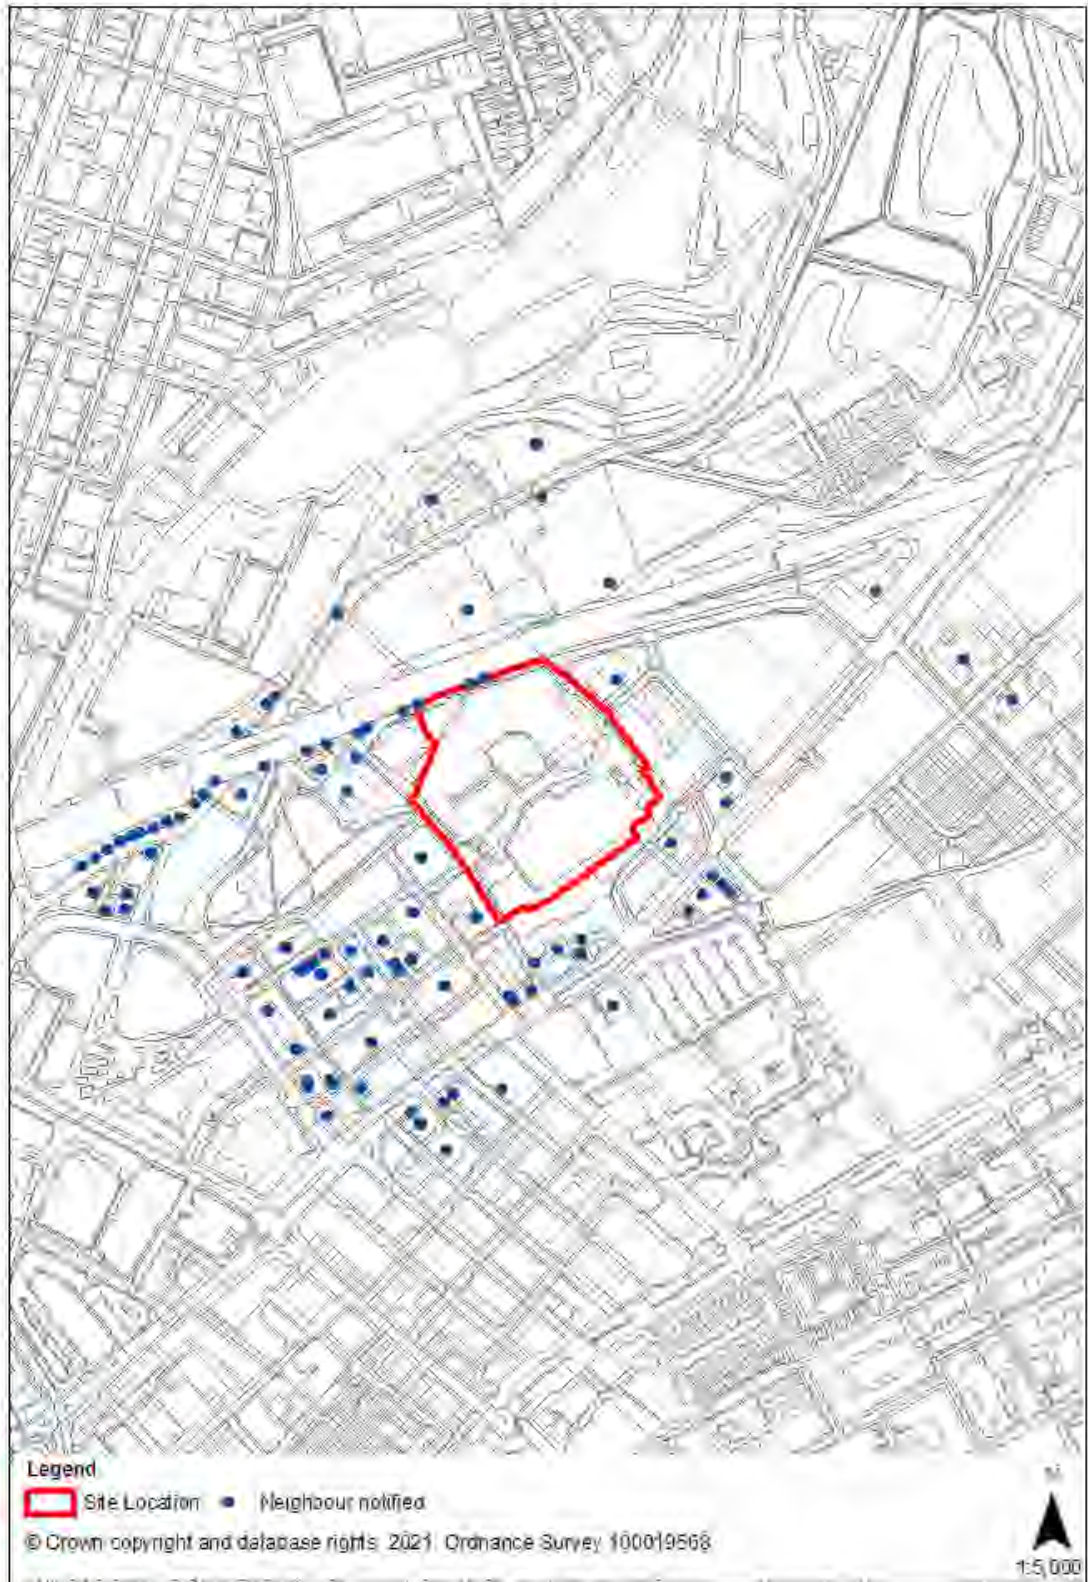 Legend
Site Location Neighbour notified
© Crown copyright and database rights 2021. Ordnance Survey 100019568
N
1:5,000